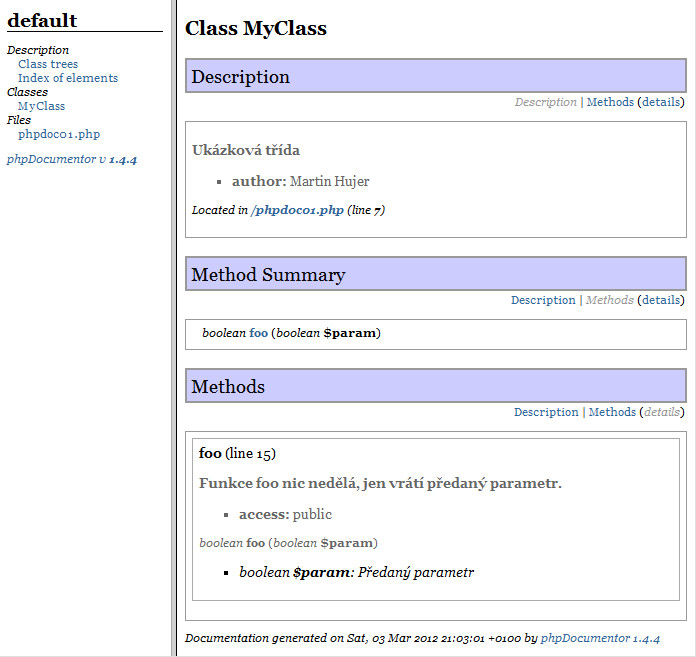 default
Description
Class trees
Index of elements
Classes
MyClass
Files
phpdoc01.php
phpDocumentor v 1.4.4
Class MyClass
Description
Description | Methods (details)
Ukázková třída
author: Martin Hujer
Located in /phpdoc01.php (line 7)
Method Summary
Description | Methods (details)
boolean foo (boolean $param)
Methods
Description | Methods (details)
foo (line 15)
Funkce foo nic nedělá, jen vrátí předaný parametr.
access: public
boolean foo (boolean $param)
boolean $param: Předaný parametr
Documentation generated on Sat, 03 Mar 2012 21:03:01 +0100 by phpDocumentor 1.4.4